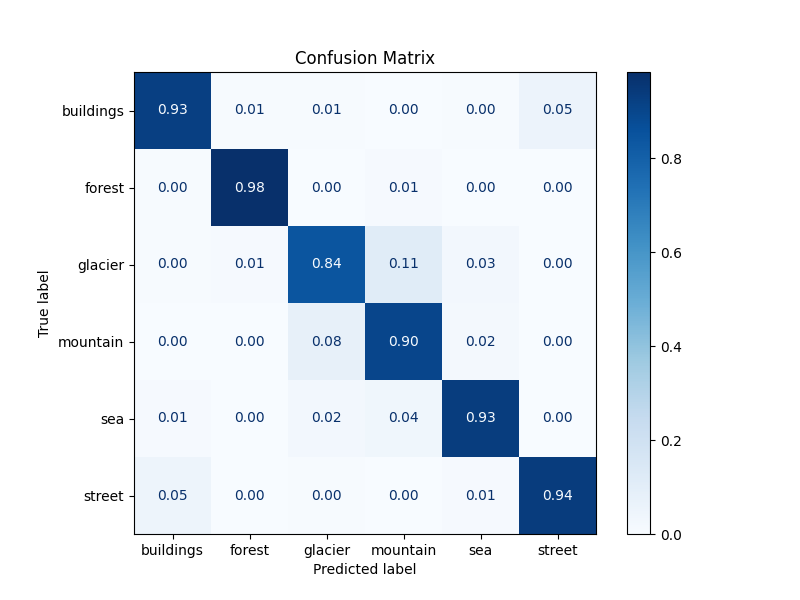 Confusion Matrix
buildings 0.93 0.01 0.01 0.00 0.00 0.05
forest 0.00 0.98 0.00 0.01 0.00 0.00
glacier 0.00 0.01 0.84 0.11 0.03 0.00
mountain 0.00 0.00 0.08 0.90 0.02 0.00
sea 0.01 0.00 0.02 0.04 0.93 0.00
street 0.05 0.00 0.00 0.00 0.01 0.94
buildings forest glacier mountain sea street
Predicted label
True label
0.8
0.6
0.4
0.2
0.0